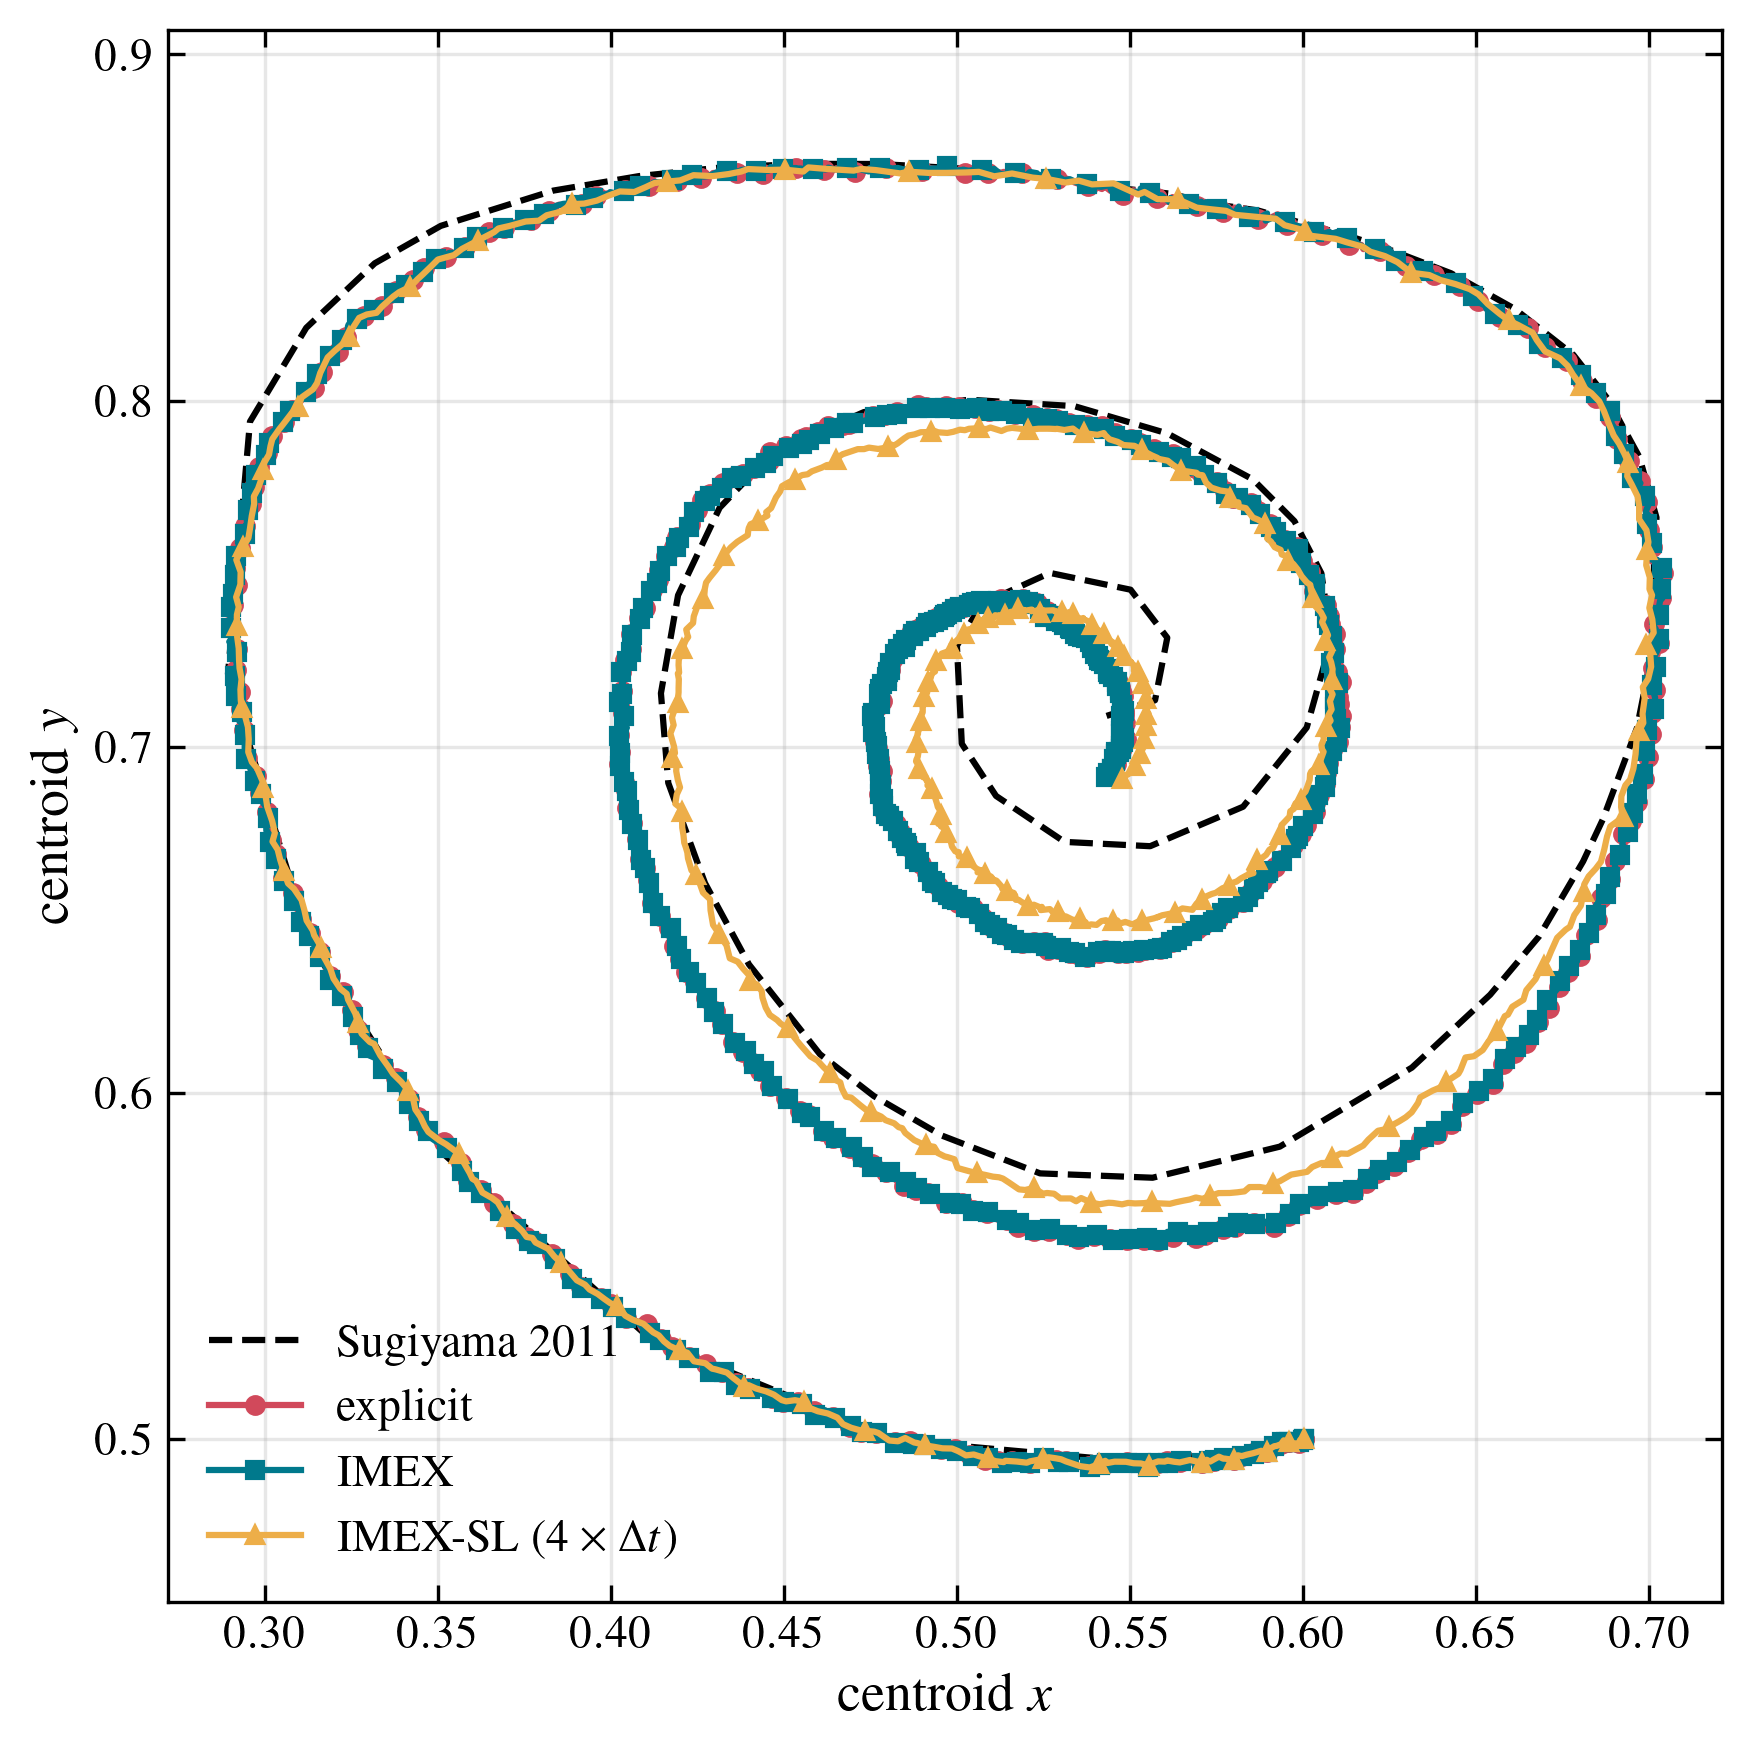 0.9
0.8
0.7
0.6
0.5
centroid y
Sugiyama 2011
explicit
IMEX
IMEX-SL (4 × Δt)
0.30 0.35 0.40 0.45 0.50 0.55 0.60 0.65 0.70
centroid x